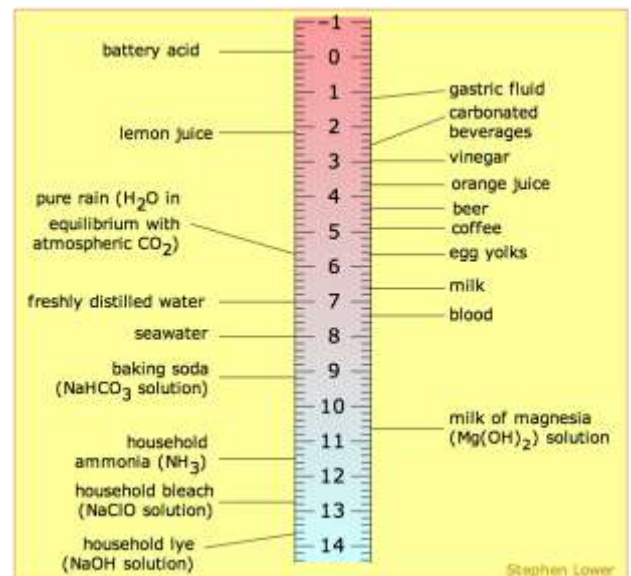 battery acid
lemon juice
pure rain (H₂O in
equilibrium with
atmospheric CO₂)
freshly distilled water
seawater
baking soda
(NaHCO₃ solution)
household
ammonia (NH₃)
household bleach
(NaClO solution)
household lye
(NaOH solution)
−1
0
1
2
3
4
5
6
7
8
9
10
11
12
13
14
gastric fluid
carbonated
beverages
vinegar
orange juice
beer
coffee
egg yolks
milk
blood
milk of magnesia
(Mg(OH)₂) solution
Stephen Lower